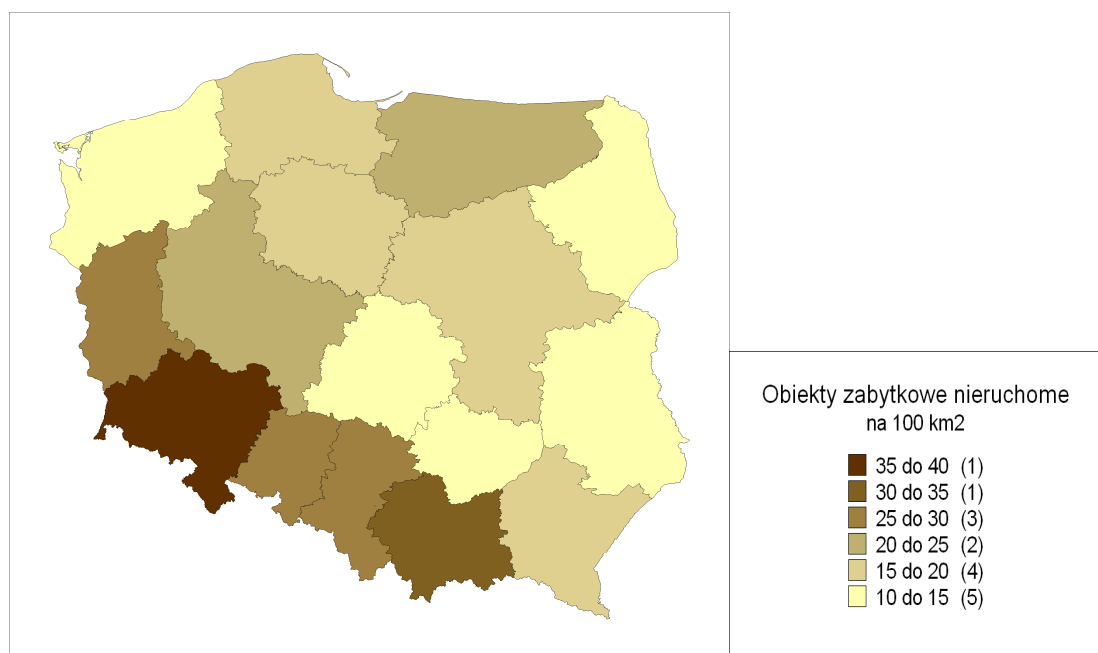 Obiekty zabytkowe nieruchome
na 100 km2
35 do 40 (1)
30 do 35 (1)
25 do 30 (3)
20 do 25 (2)
15 do 20 (4)
10 do 15 (5)